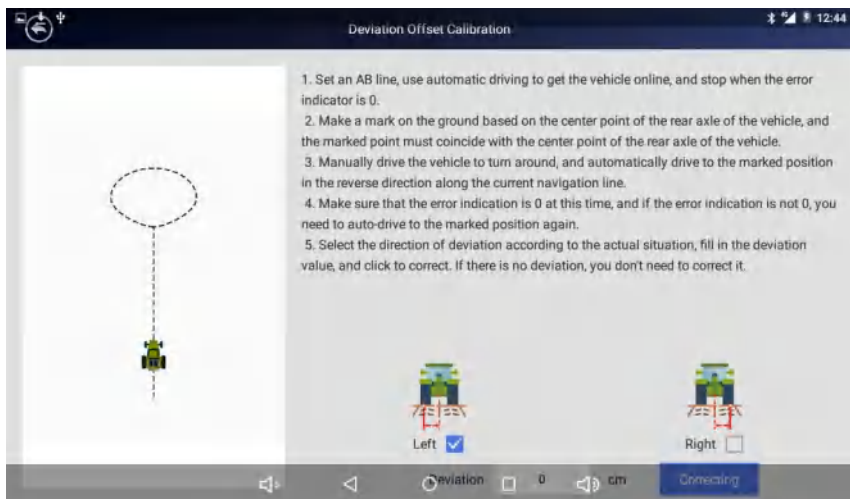 12:44
Deviation Offset Calibration
1. Set an AB line, use automatic driving to get the vehicle online, and stop when the error
indicator is 0.
2. Make a mark on the ground based on the center point of the rear axle of the vehicle, and
the marked point must coincide with the center point of the rear axle of the vehicle.
3. Manually drive the vehicle to turn around, and automatically drive to the marked position
in the reverse direction along the current navigation line.
4. Make sure that the error indication is 0 at this time, and if the error indication is not 0, you
need to auto-drive to the marked position again.
5. Select the direction of deviation according to the actual situation, fill in the deviation
value, and click to correct. If there is no deviation, you don't need to correct it.
Left
Right
Deviation 0 cm Correcting